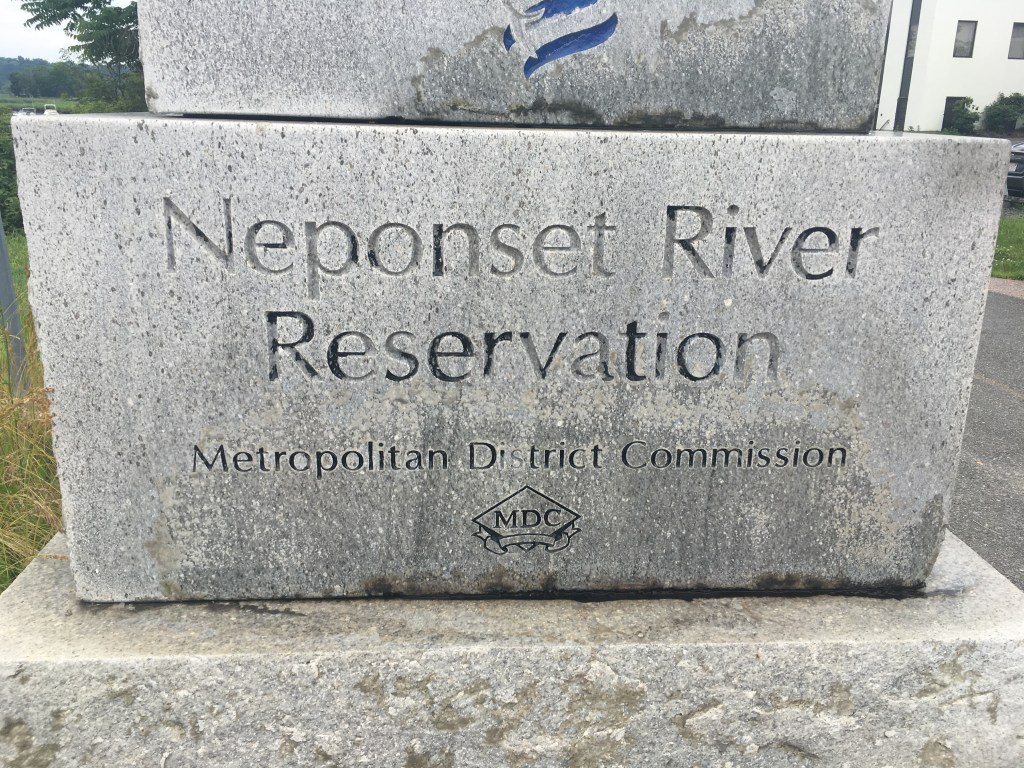 Neponset River
Reservation
Metropolitan District Commission
MDC